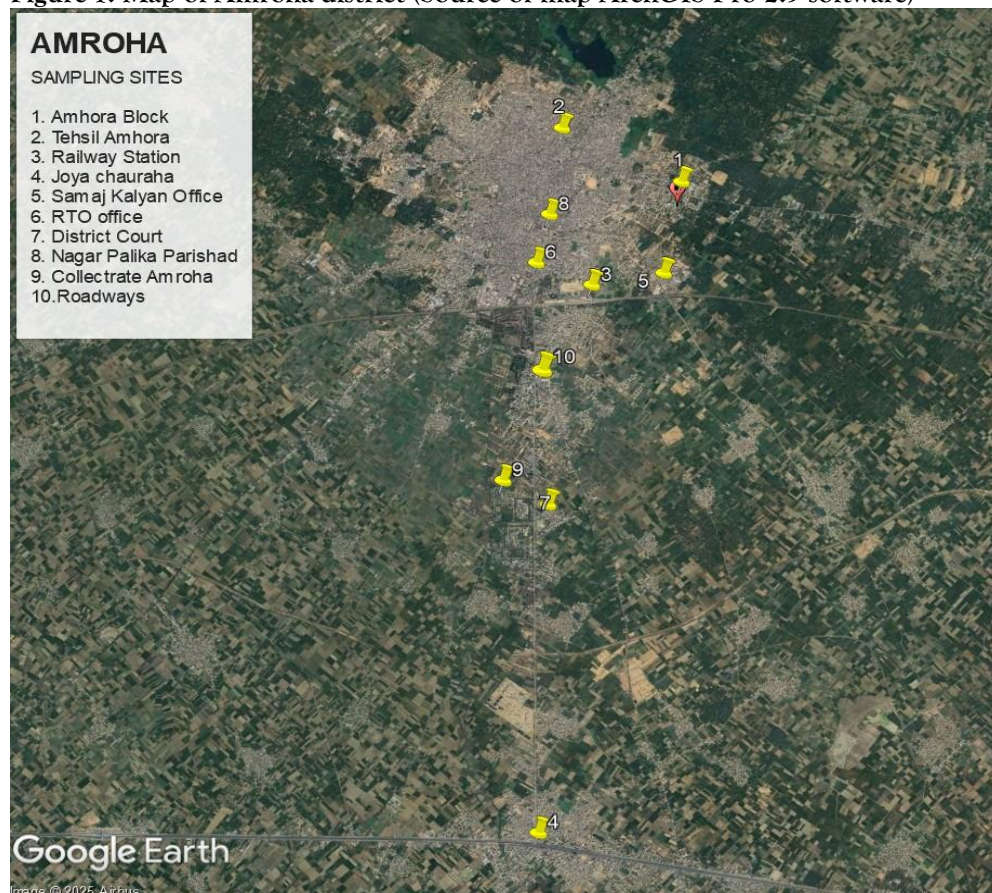 Figure 1. Map of Amroha district (Source of map ArchGIS Pro 2.9 software)
AMROHA
SAMPLING SITES
1. Amhora Block
2. Tehsil Amhora
3. Railway Station
4. Joya chauraha
5. Samaj Kalyan Office
6. RTO office
7. District Court
8. Nagar Palika Parishad
9. Collectrate Amroha
10.Roadways
2
1
8
6
3
5
10
9
7
4
Google Earth
Image © 2025 Airbus